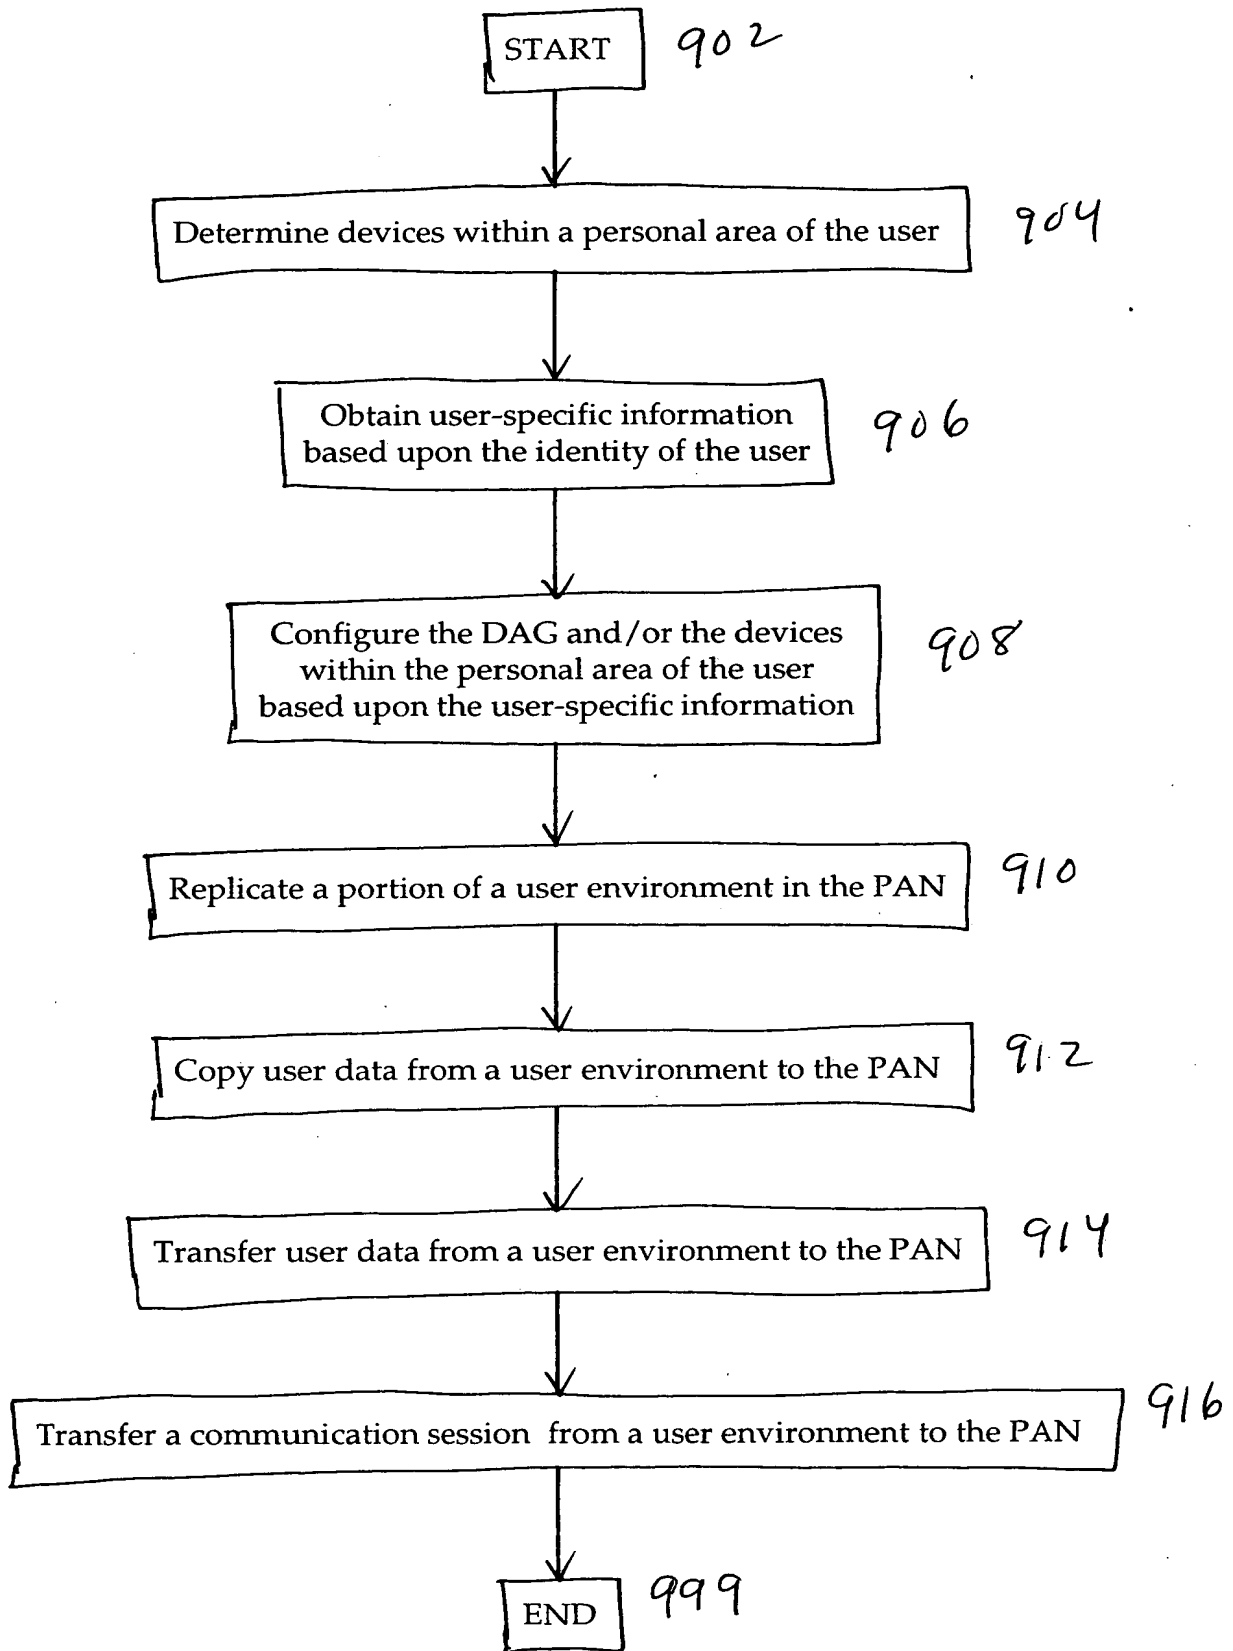 START 902
Determine devices within a personal area of the user 904
Obtain user-specific information
based upon the identity of the user
906
Configure the DAG and/or the devices
within the personal area of the user
based upon the user-specific information
908
Replicate a portion of a user environment in the PAN 910
Copy user data from a user environment to the PAN 912
Transfer user data from a user environment to the PAN 914
Transfer a communication session from a user environment to the PAN 916
END 999